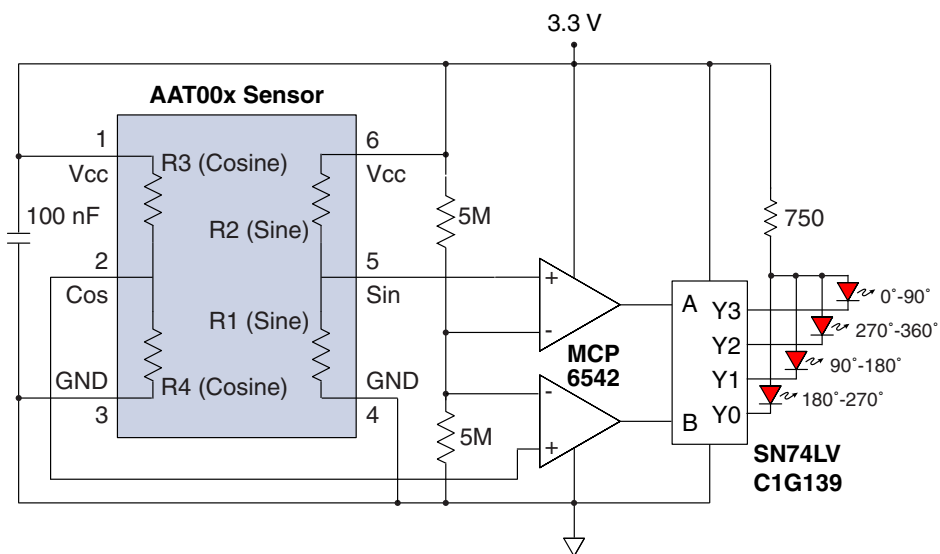 3.3 V
AAT00x Sensor
1
Vcc
R3 (Cosine)
6
Vcc
100 nF
R2 (Sine)
5M
750
2
Cos
5
Sin
+
-
A
Y3
0˚-90˚
Y2
270˚-360˚
R1 (Sine)
MCP
6542
Y1
90˚-180˚
GND
3
R4 (Cosine)
GND
4
-
+
5M
B
Y0
180˚-270˚
SN74LV
C1G139